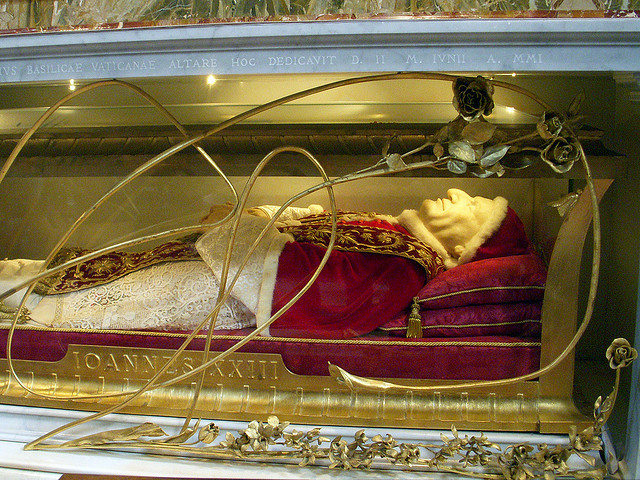 VS BASILICAE VATICANAE ALTARE HOC DEDICAVIT D. II M. IVNII A. MMI
IOANNES XXIII